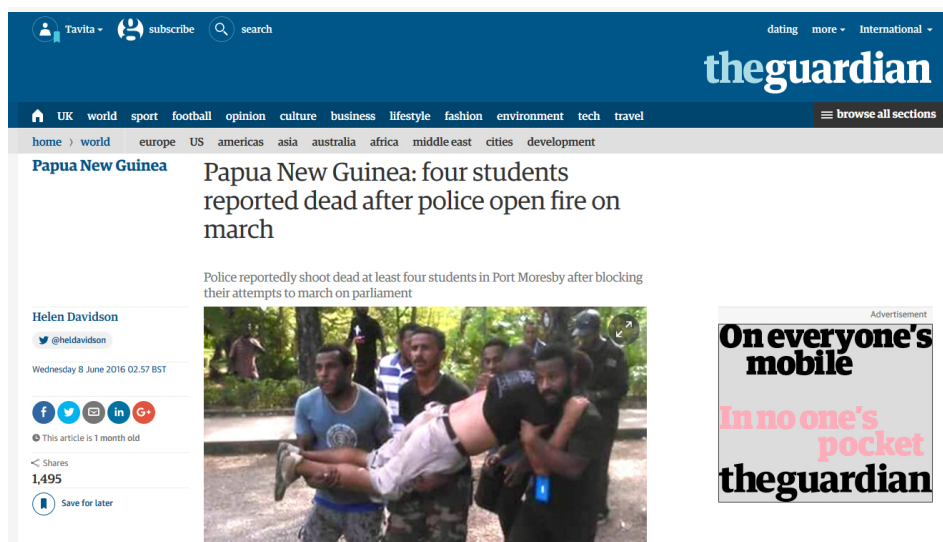 Tavita subscribe search dating more International
theguardian
UK world sport football opinion culture business lifestyle fashion environment tech travel browse all sections
home world europe US americas asia australia africa middle east cities development
Papua New Guinea
Papua New Guinea: four students
reported dead after police open fire on
march
Police reportedly shoot dead at least four students in Port Moresby after blocking
their attempts to march on parliament
Helen Davidson
@heldavidson
Wednesday 8 June 2016 02.57 BST
f in G+
This article is 1 month old
Shares
1,495
Save for later
Advertisement
On everyone's
mobile
In no one's
pocket
theguardian